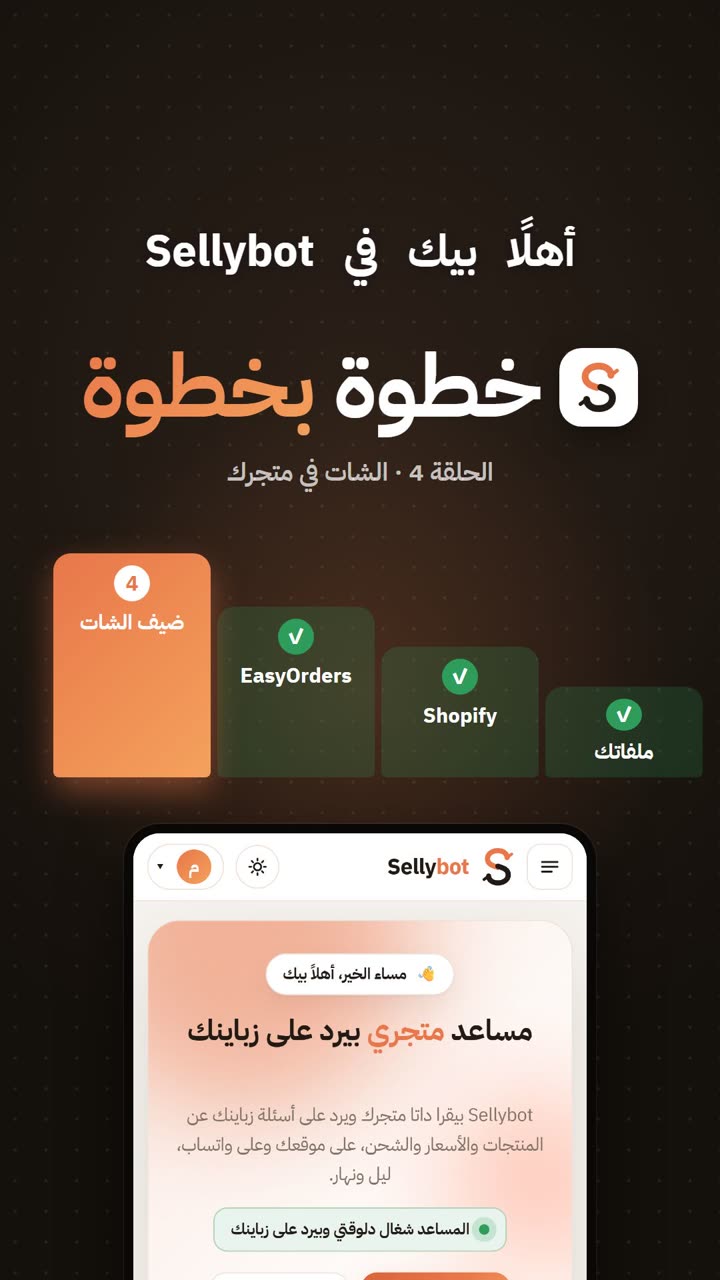 أهلًا بيك في Sellybot
خطوة بخطوة
الحلقة 4 · الشات في متجرك
4
ضيف الشات
EasyOrders
Shopify
ملفاتك
Sellybot
م
مساء الخير، أهلاً بيك 👋
مساعد متجري بيرد على زباينك
Sellybot بيقرا داتا متجرك ويرد على أسئلة زباينك عن
المنتجات والأسعار والشحن، على موقعك وعلى واتساب،
ليل ونهار.
المساعد شغال دلوقتي وبيرد على زباينك